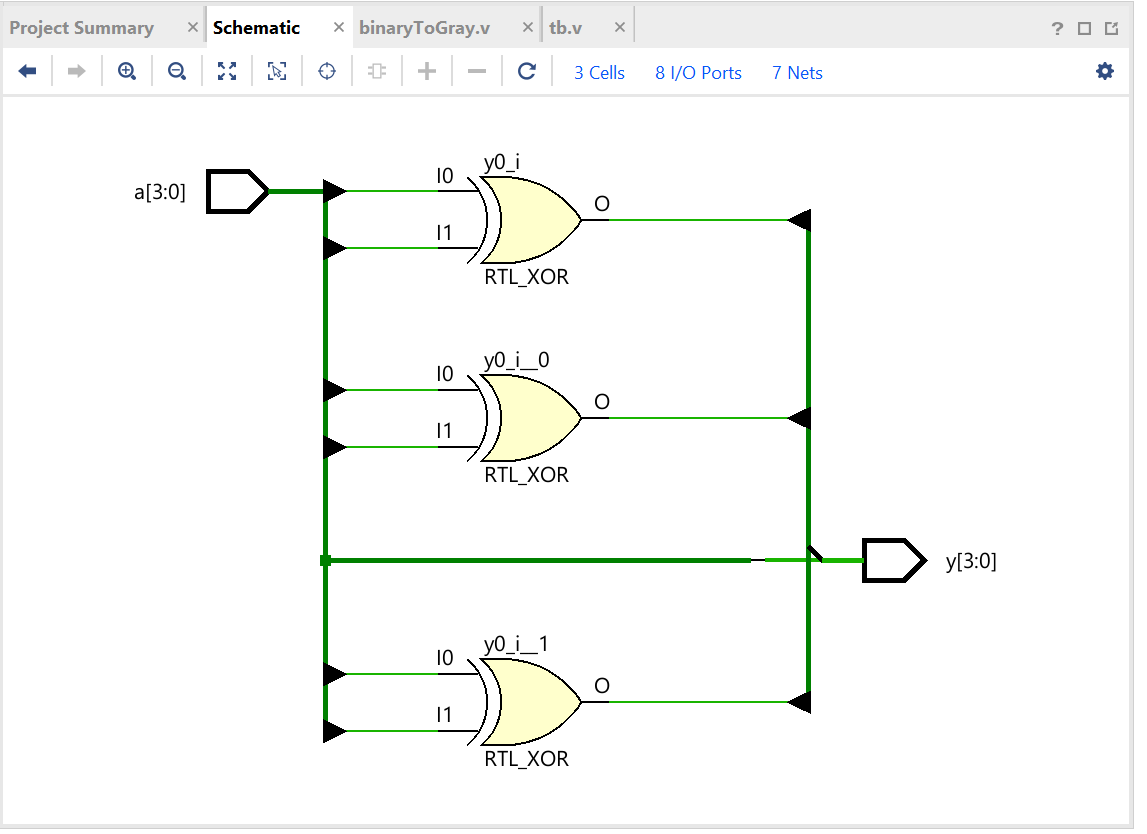 Project Summary × Schematic × binaryToGray.v × tb.v × ?
3 Cells 8 I/O Ports 7 Nets
y0_i
a[3:0] I0 O
I1
RTL_XOR
y0_i__0
I0 O
I1
RTL_XOR
y[3:0]
y0_i__1
I0 O
I1
RTL_XOR